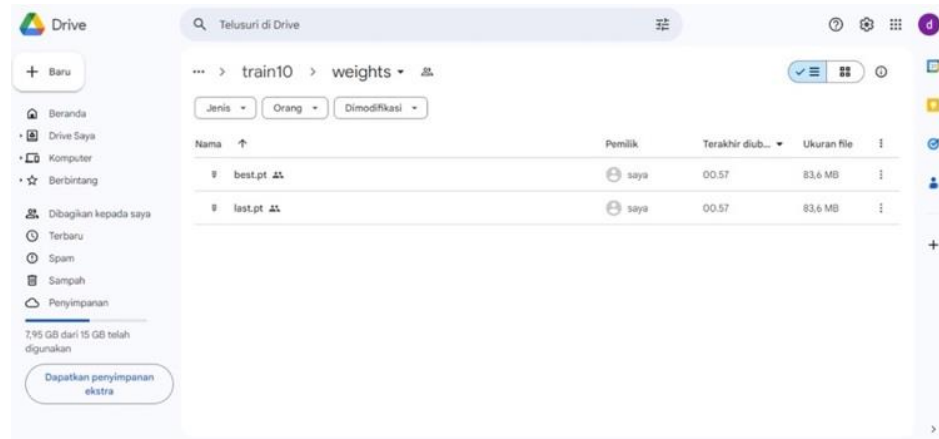 Drive
Telusuri di Drive
d
Baru
... > train10 > weights
Jenis Orang Dimodifikasi
Beranda
Drive Saya
Komputer
Berbintang
Dibagikan kepada saya
Terbaru
Spam
Sampah
Penyimpanan
7,95 GB dari 15 GB telah
digunakan
Dapatkan penyimpanan
ekstra
Nama Pemilik Terakhir diub... Ukuran file
best.pt saya 00.57 83,6 MB
last.pt saya 00.57 83,6 MB